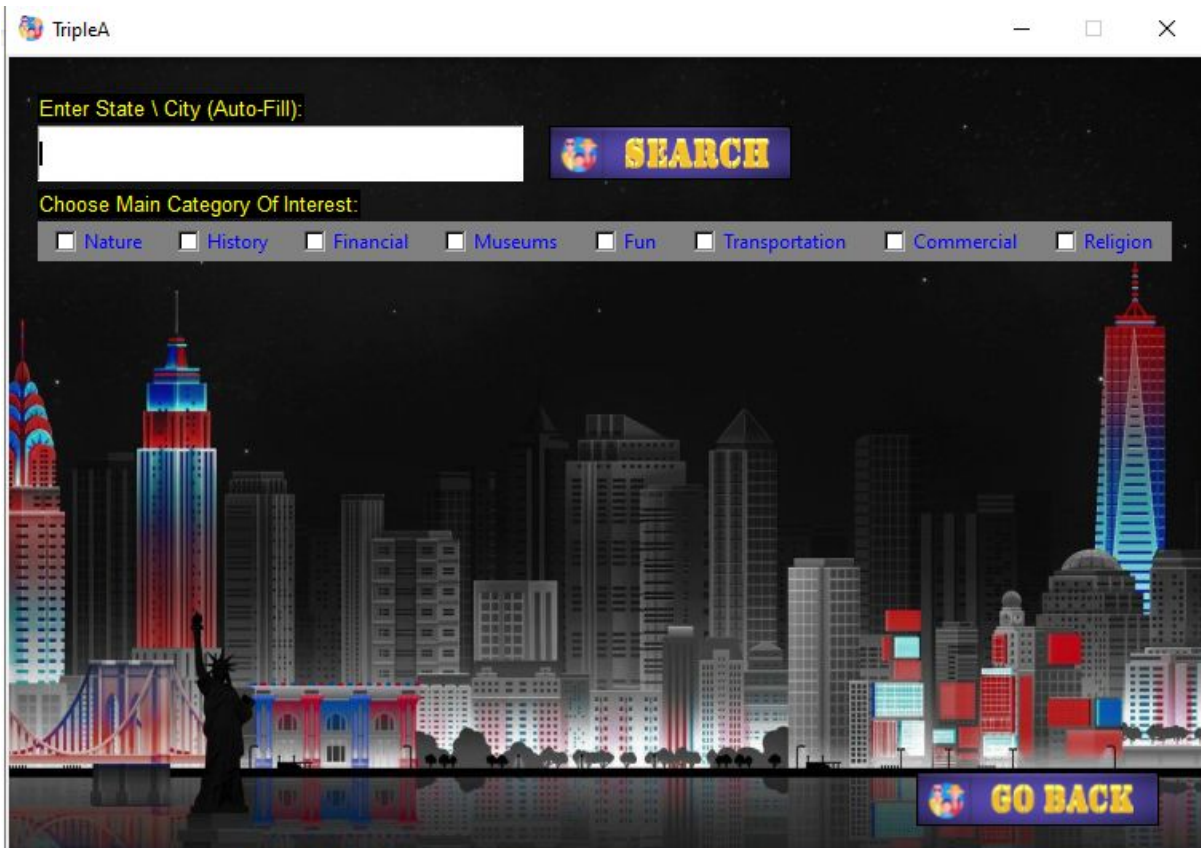 TripleA
Enter State \ City (Auto-Fill):
SEARCH
Choose Main Category Of Interest:
Nature History Financial Museums Fun Transportation Commercial Religion
GO BACK